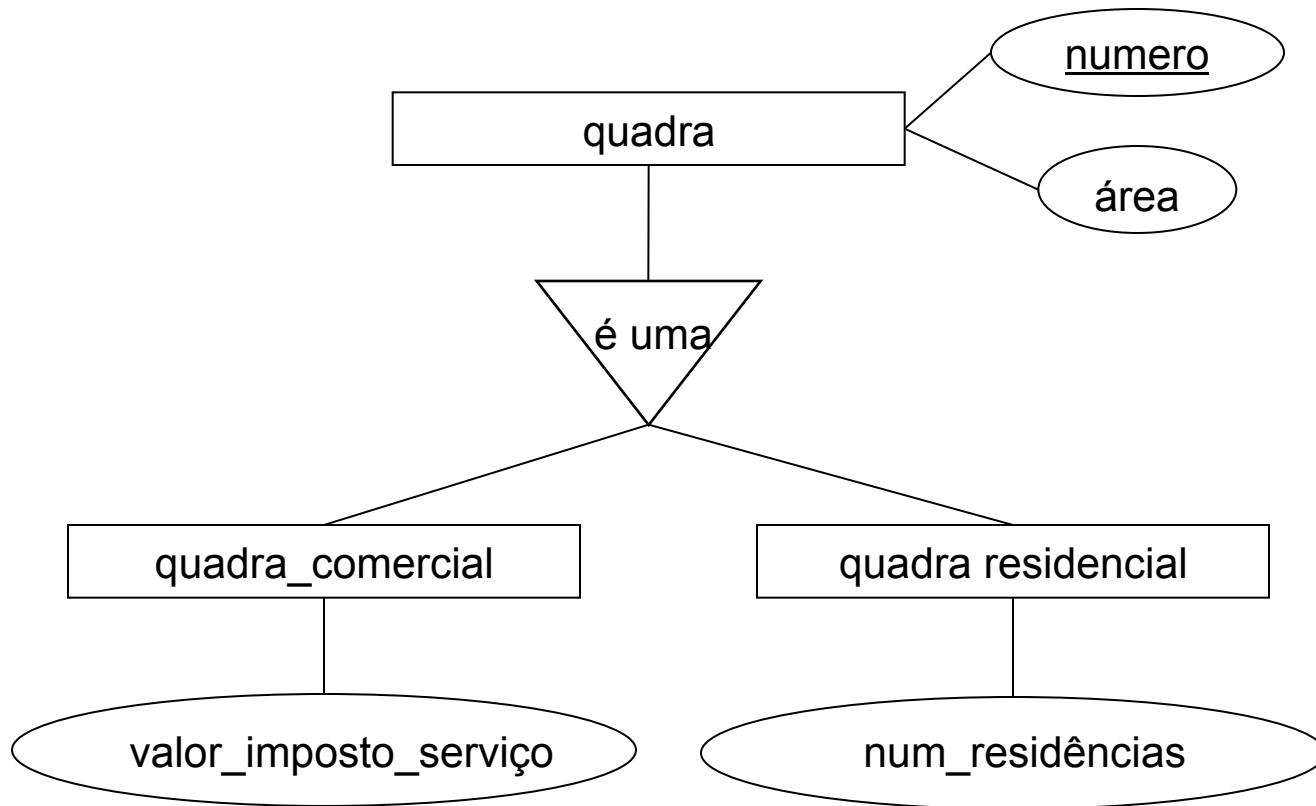 numero
quadra
área
é uma
quadra_comercial
quadra residencial
valor_imposto_serviço
num_residências